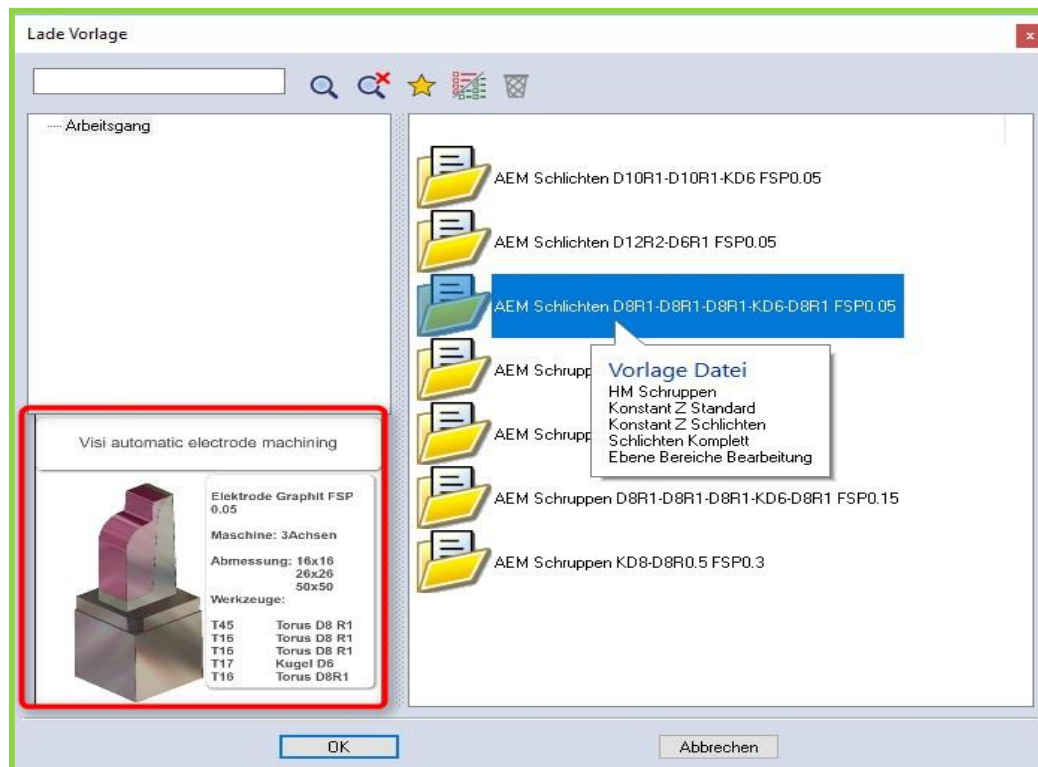 Lade Vorlage
Arbeitsgang
AEM Schlichten D10R1-D10R1-KD6 FSP0.05
AEM Schlichten D12R2-D6R1 FSP0.05
AEM Schlichten D8R1-D8R1-D8R1-KD6-D8R1 FSP0.05
AEM Schrupp
AEM Schrupp
AEM Schruppen D8R1-D8R1-D8R1-KD6-D8R1 FSP0.15
AEM Schruppen KD8-D8R0.5 FSP0.3
Vorlage Datei
HM Schruppen
Konstant Z Standard
Konstant Z Schlichten
Schlichten Komplett
Ebene Bereiche Bearbeitung
Visi automatic electrode machining
Elektrode Graphit FSP
0.05
Maschine: 3Achsen
Abmessung: 16x16
26x26
50x50
Werkzeuge:
T45 Torus D8 R1
T16 Torus D8 R1
T16 Torus D8 R1
T17 Kugel D6
T16 Torus D8R1
OK
Abbrechen